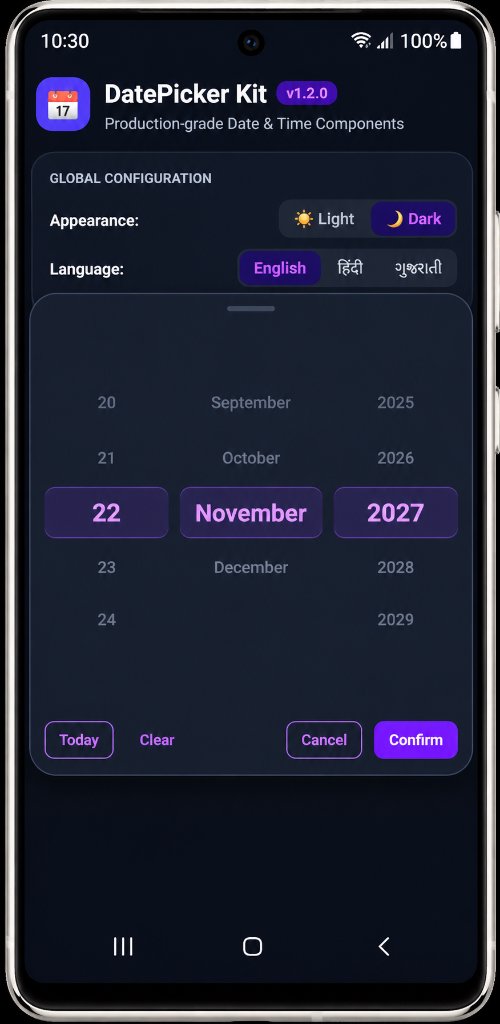 10:30 100%
17
DatePicker Kit v1.2.0
Production-grade Date & Time Components
GLOBAL CONFIGURATION
Appearance: Light Dark
Language: English हिंदी ગુજરાતી
20 September 2025
21 October 2026
22 November 2027
23 December 2028
24 2029
Today Clear Cancel Confirm